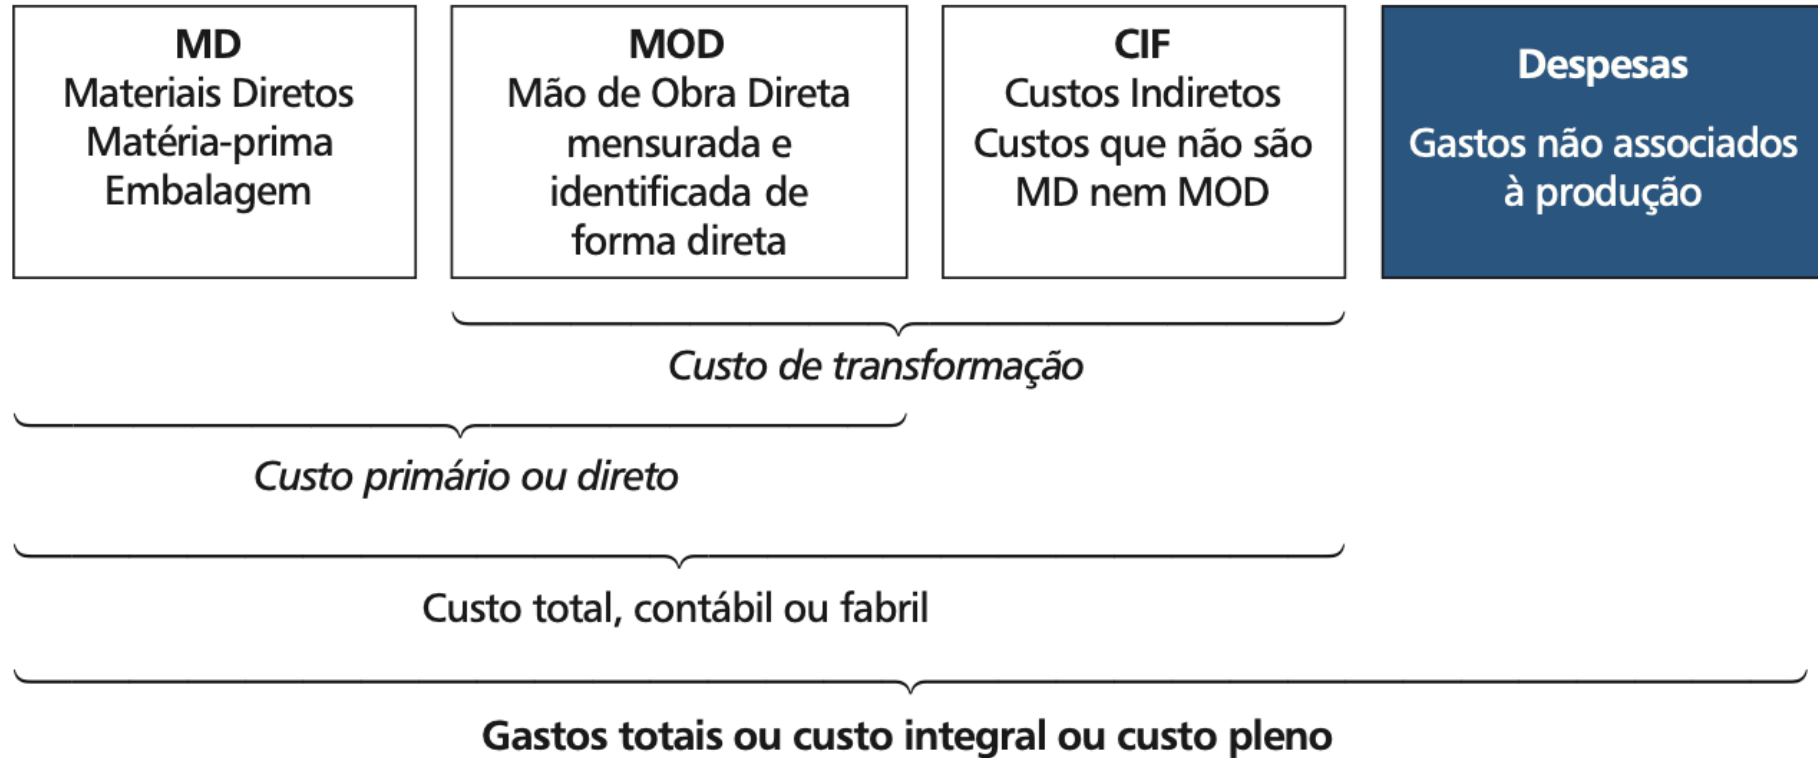 MD
Materiais Diretos
Matéria-prima
Embalagem
MOD
Mão de Obra Direta
mensurada e
identificada de
forma direta
CIF
Custos Indiretos
Custos que não são
MD nem MOD
Despesas
Gastos não associados
à produção
Custo de transformação
Custo primário ou direto
Custo total, contábil ou fabril
Gastos totais ou custo integral ou custo pleno